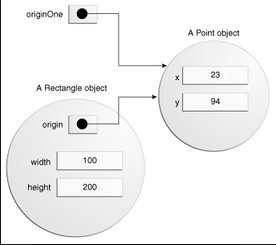 originOne
A Point object
x 23
y 94
A Rectangle object
origin
width 100
height 200